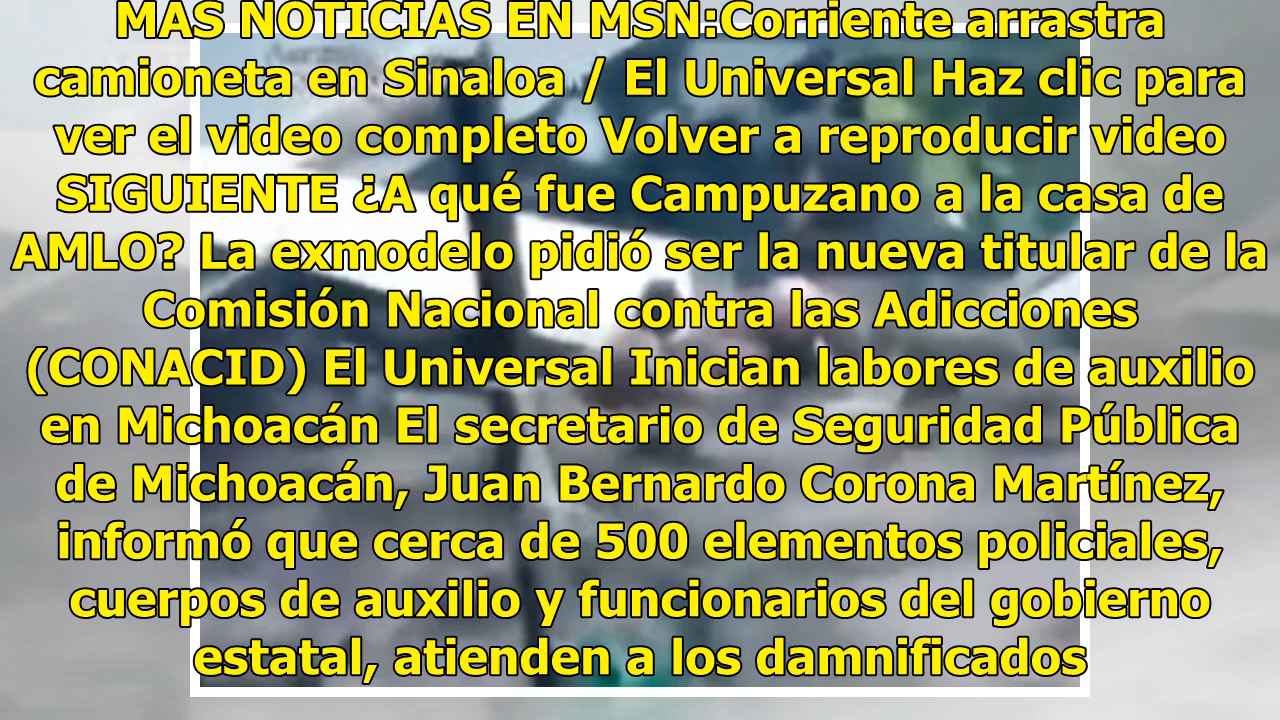 MAS NOTICIAS EN MSN:Corriente arrastra
camioneta en Sinaloa / El Universal Haz clic para
ver el video completo Volver a reproducir video
SIGUIENTE ¿A qué fue Campuzano a la casa de
AMLO? La exmodelo pidió ser la nueva titular de la
Comisión Nacional contra las Adicciones
(CONACID) El Universal Inician labores de auxilio
en Michoacán El secretario de Seguridad Pública
de Michoacán, Juan Bernardo Corona Martínez,
informó que cerca de 500 elementos policiales,
cuerpos de auxilio y funcionarios del gobierno
estatal, atienden a los damnificados